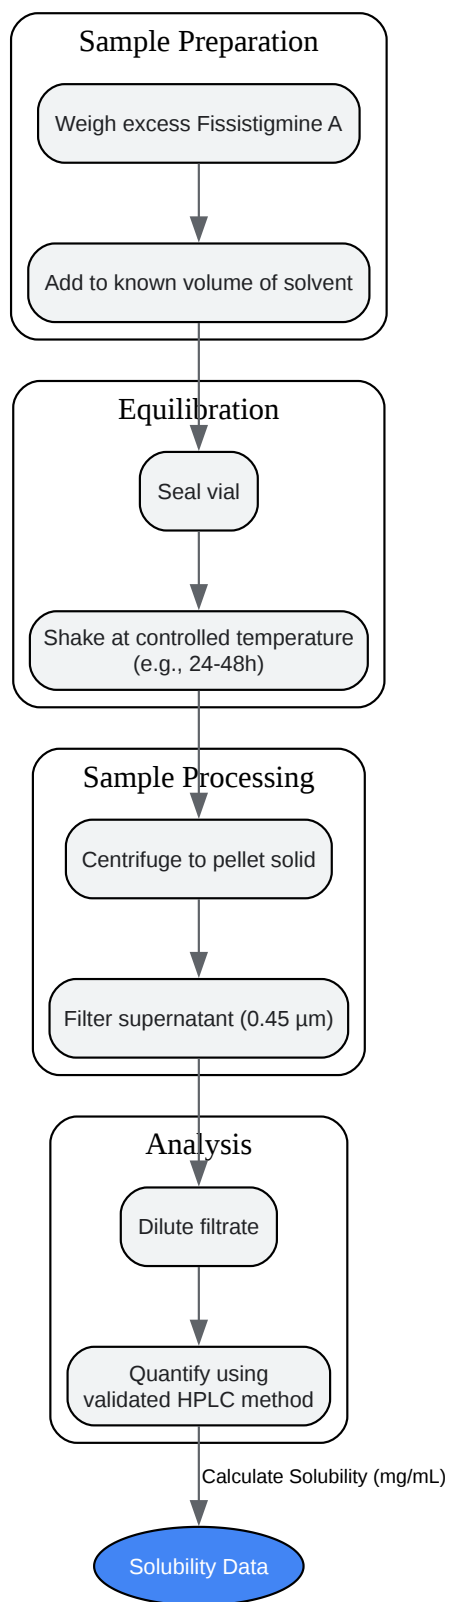 Sample Preparation
Weigh excess Fissistigmine A
Add to known volume of solvent
Equilibration
Seal vial
Shake at controlled temperature
(e.g., 24-48h)
Sample Processing
Centrifuge to pellet solid
Filter supernatant (0.45 µm)
Analysis
Dilute filtrate
Quantify using
validated HPLC method
Calculate Solubility (mg/mL)
Solubility Data